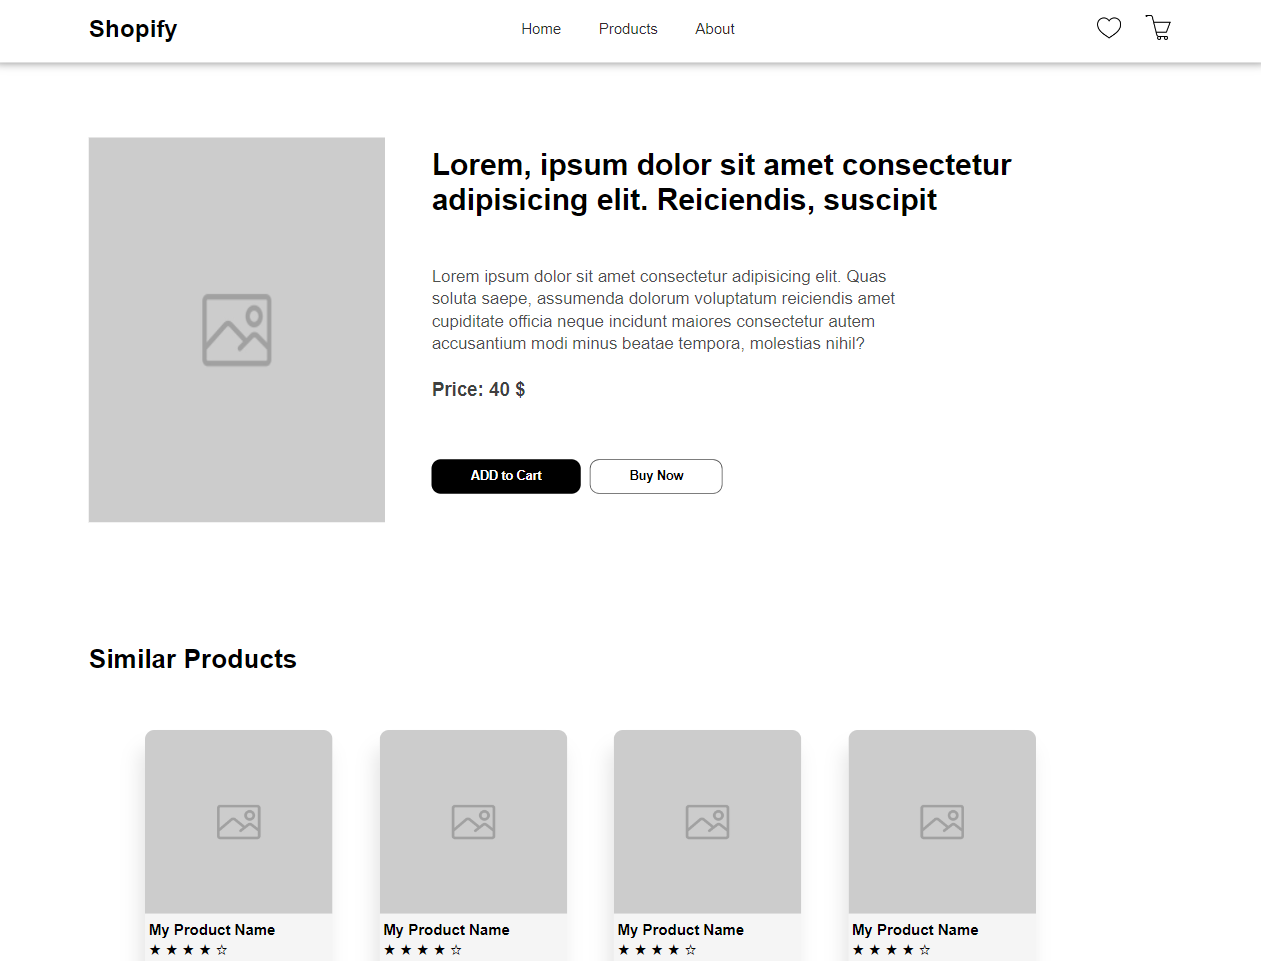 Shopify
Home Products About
Lorem, ipsum dolor sit amet consectetur
adipisicing elit. Reiciendis, suscipit
Lorem ipsum dolor sit amet consectetur adipisicing elit. Quas
soluta saepe, assumenda dolorum voluptatum reiciendis amet
cupiditate officia neque incidunt maiores consectetur autem
accusantium modi minus beatae tempora, molestias nihil?
Price: 40 $
ADD to Cart Buy Now
Similar Products
My Product Name My Product Name My Product Name My Product Name
★ ★ ★ ★ ☆ ★ ★ ★ ★ ☆ ★ ★ ★ ★ ☆ ★ ★ ★ ★ ☆